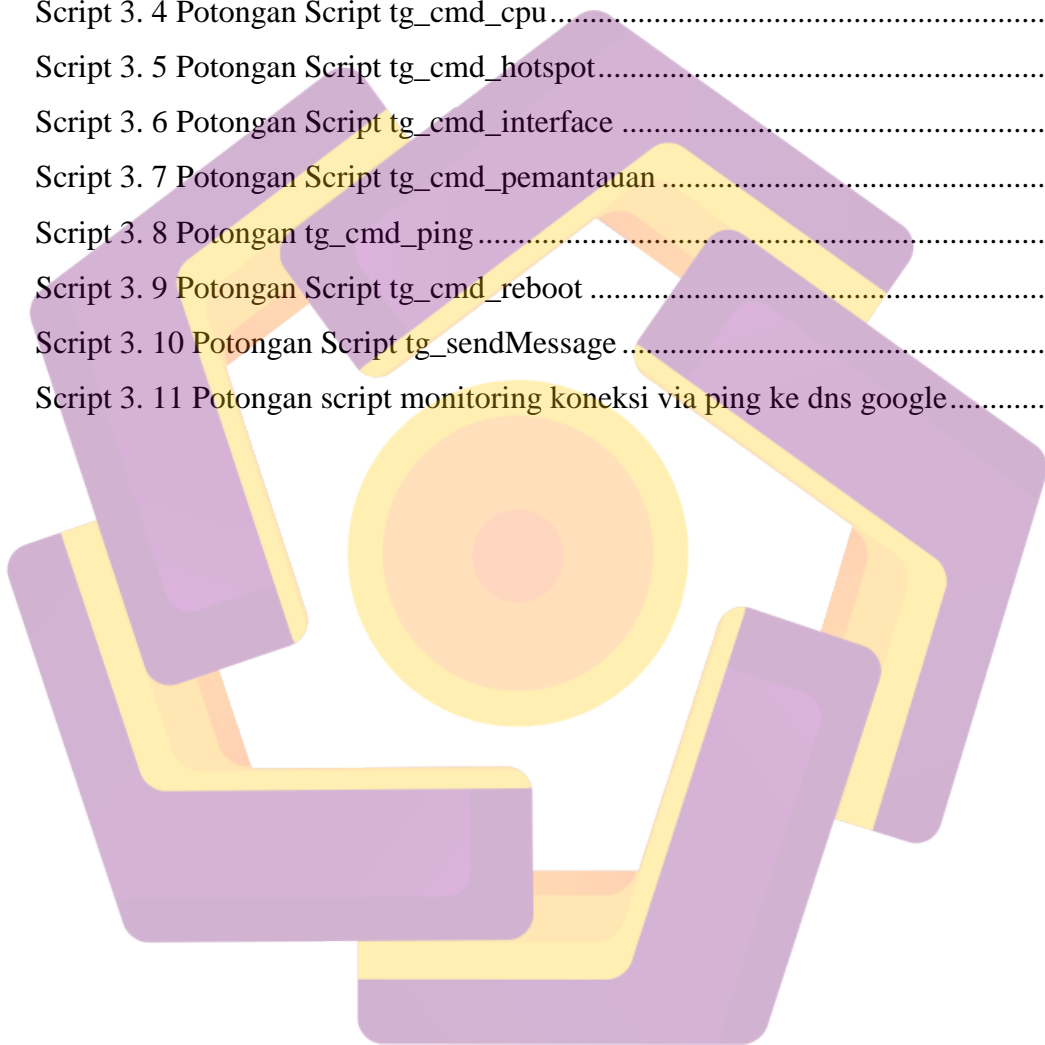 Script 3. 4 Potongan Script tg_cmd_cpu..............................................................
Script 3. 5 Potongan Script tg_cmd_hotspot........................................................
Script 3. 6 Potongan Script tg_cmd_interface .....................................................
Script 3. 7 Potongan Script tg_cmd_pemantauan ................................................
Script 3. 8 Potongan tg_cmd_ping .......................................................................
Script 3. 9 Potongan Script tg_cmd_reboot .........................................................
Script 3. 10 Potongan Script tg_sendMessage .....................................................
Script 3. 11 Potongan script monitoring koneksi via ping ke dns google............